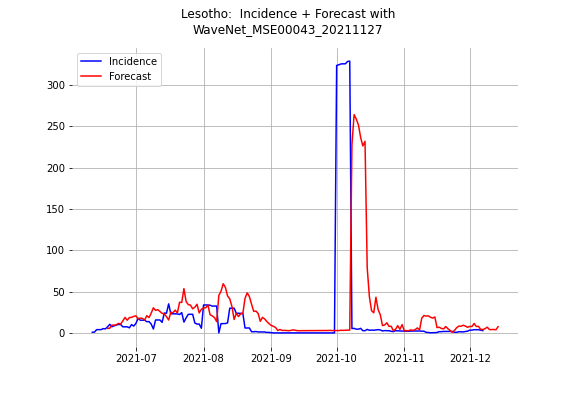 Lesotho:  Incidence + Forecast with
WaveNet_MSE00043_20211127
Incidence
Forecast
300
250
200
150
100
50
0
2021-07 2021-08 2021-09 2021-10 2021-11 2021-12